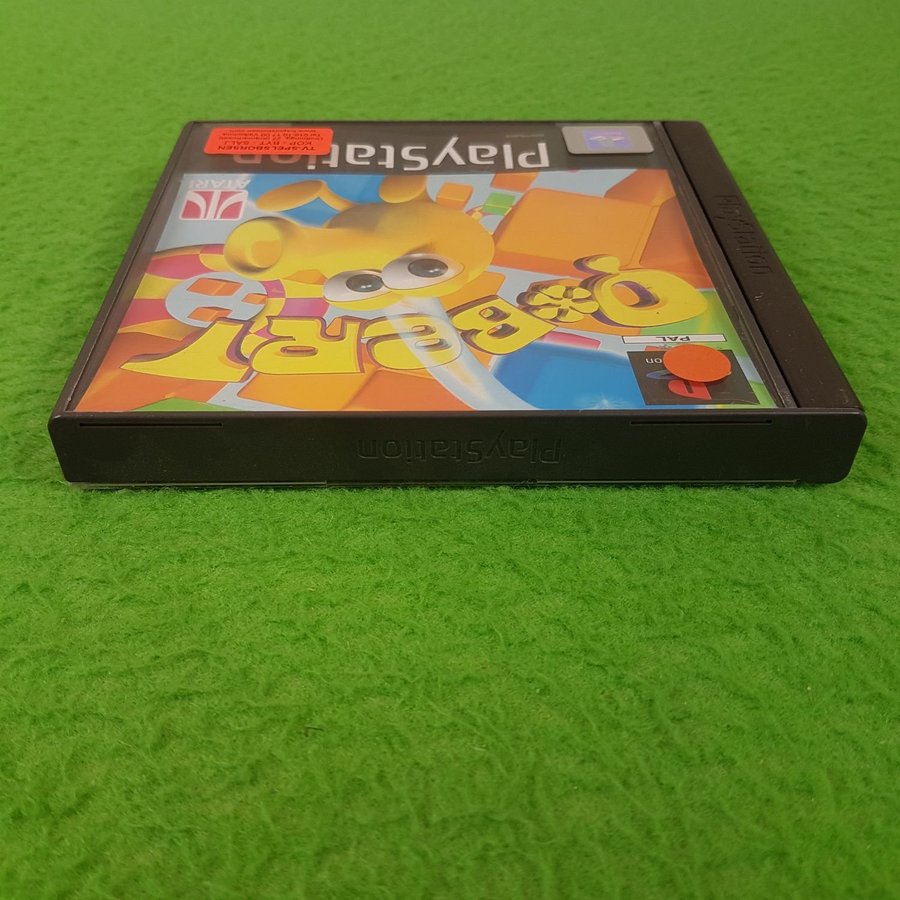 PlayStation
TV-SPELSBÖRSEN
KÖP - BYT - SÄLJ
ATARI
Q*BERT
PAL
PlayStation
PlayStation